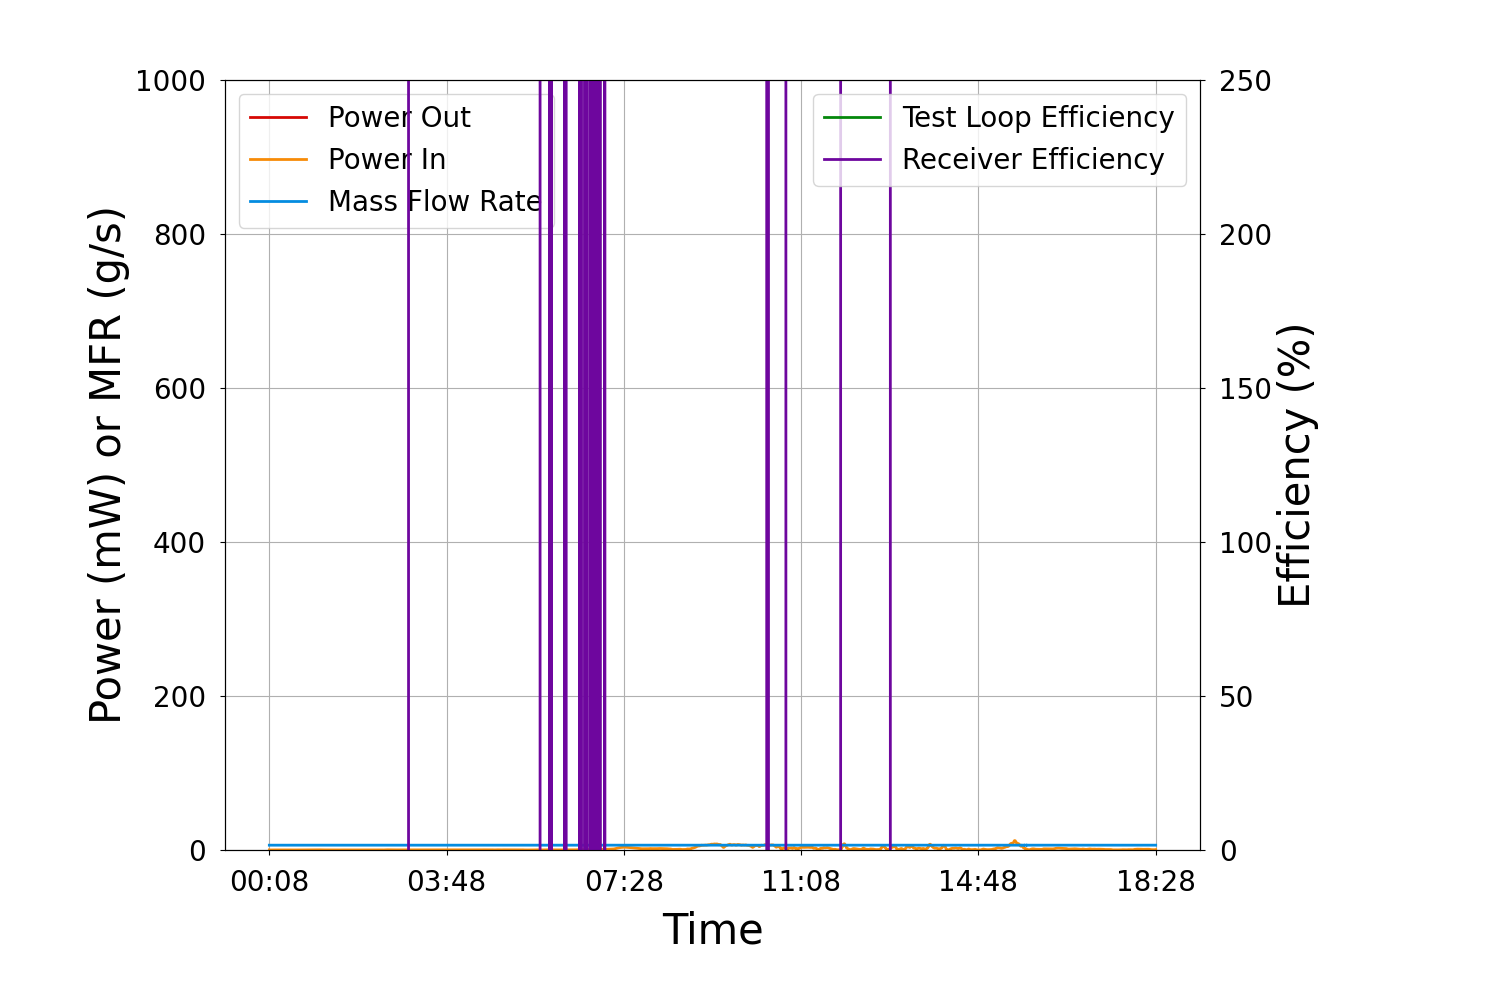 1000
800
600
400
200
0
Power (mW) or MFR (g/s)
Power Out
Power In
Mass Flow Rate
Test Loop Efficiency
Receiver Efficiency
250
200
150
100
50
0
Efficiency (%)
00:08 03:48 07:28 11:08 14:48 18:28
Time